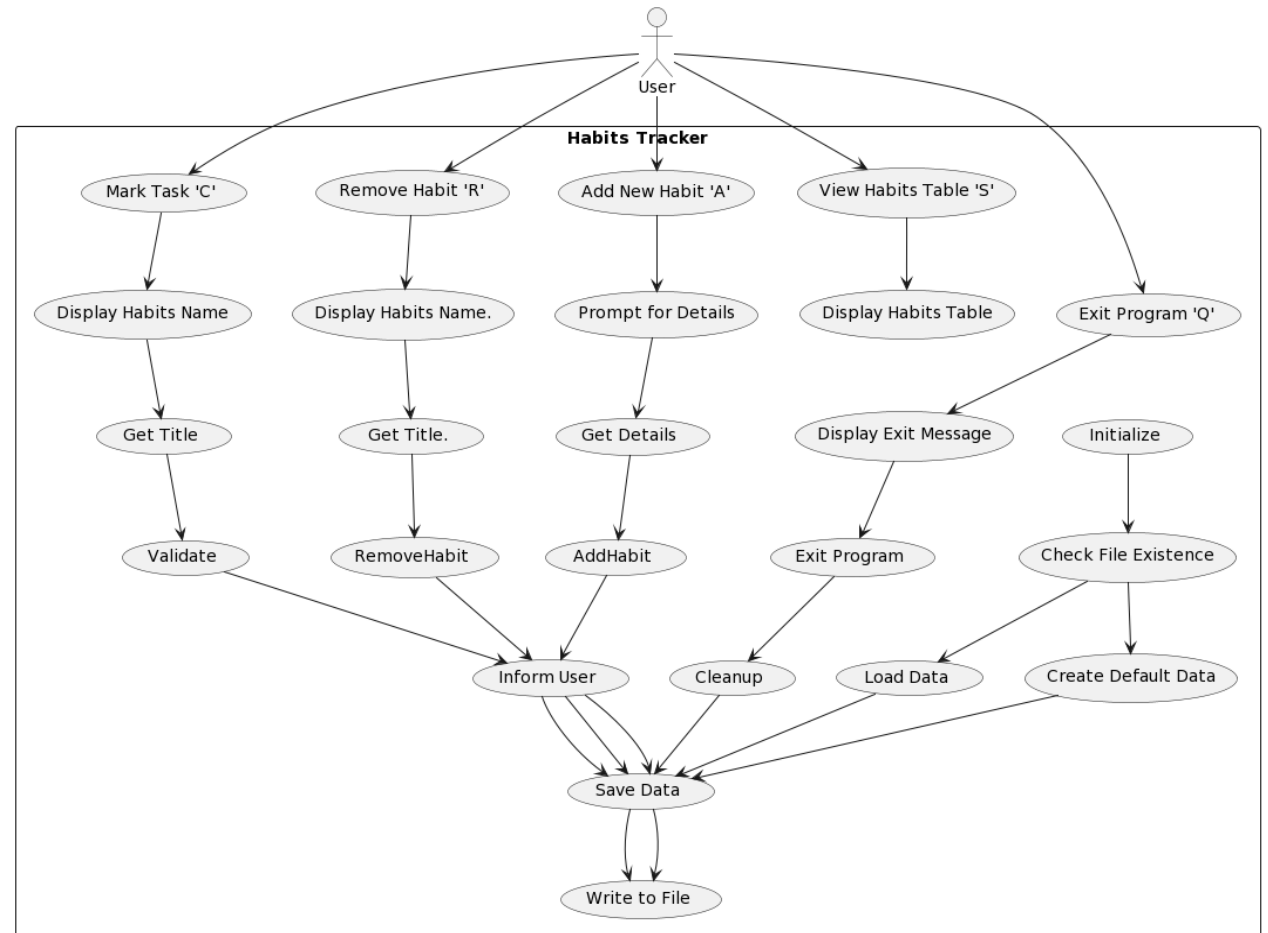 User
Habits Tracker
Mark Task 'C'
Remove Habit 'R'
Add New Habit 'A'
View Habits Table 'S'
Display Habits Name
Display Habits Name.
Prompt for Details
Display Habits Table
Exit Program 'Q'
Get Title
Get Title.
Get Details
Display Exit Message
Initialize
Validate
RemoveHabit
AddHabit
Exit Program
Check File Existence
Inform User
Cleanup
Load Data
Create Default Data
Save Data
Write to File